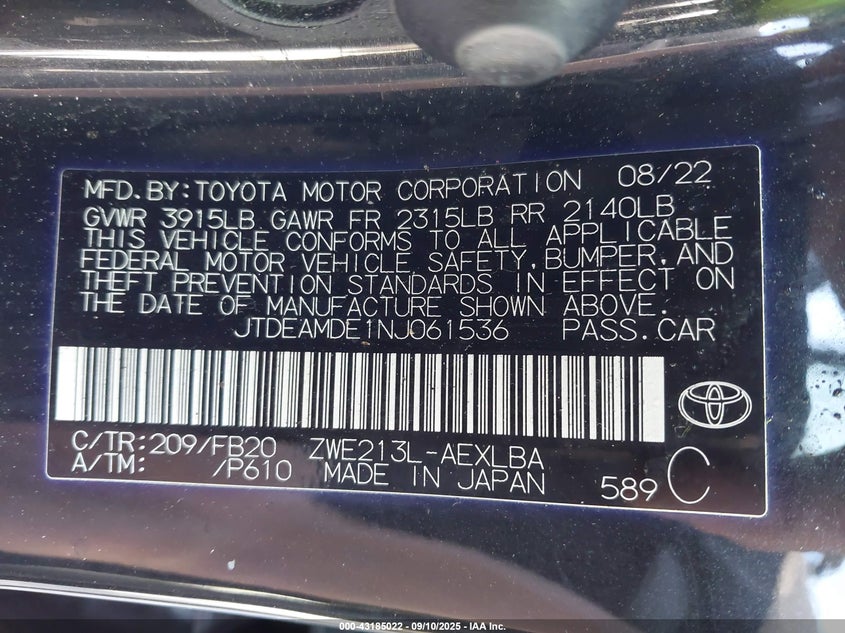 MFD.BY:TOYOTA MOTOR CORPORATION 08/22
GVWR 3915LB GAWR FR 2315LB RR 2140LB
THIS VEHICLE CONFORMS TO ALL APPLICABLE
FEDERAL MOTOR VEHICLE SAFETY,BUMPER,AND
THEFT PREVENTION STANDARDS IN EFFECT ON
THE DATE OF MANUFACTURE SHOWN ABOVE.
JTDEAMDE1NJ061536 PASS.CAR
C/TR:209/FB20 ZWE213L-AEXLBA
A/TM: /P610 MADE IN JAPAN 589 C
000-43185022 - 09/10/2025 - IAA Inc.